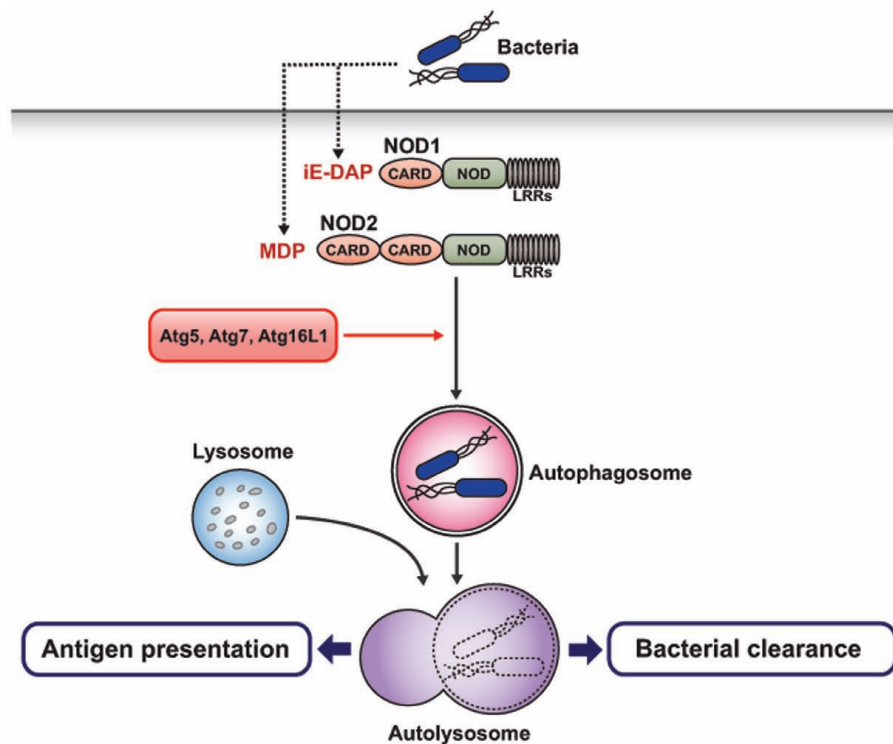 Bacteria
NOD1
iE-DAP
CARD
NOD
LRRs
NOD2
MDP
CARD
CARD
NOD
LRRs
Atg5, Atg7, Atg16L1
Lysosome
Autophagosome
Antigen presentation
Bacterial clearance
Autolysosome